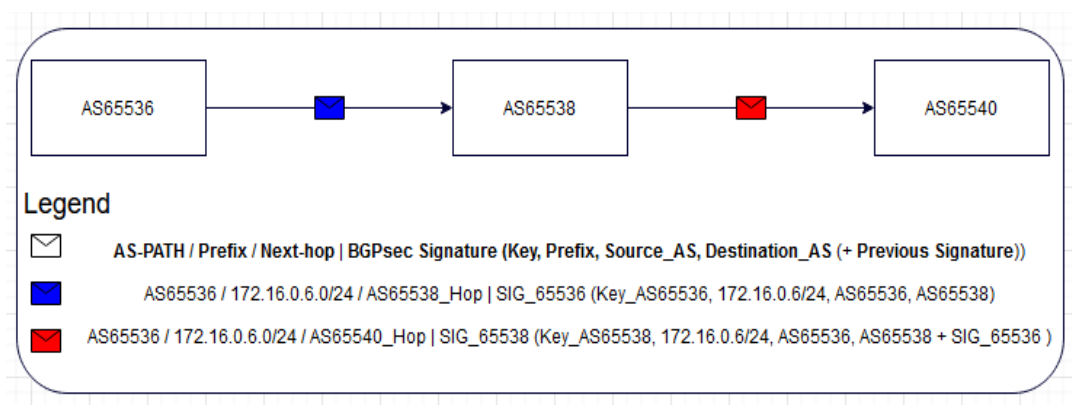 AS65536
AS65538
AS65540
Legend
AS-PATH / Prefix / Next-hop | BGPsec Signature (Key, Prefix, Source_AS, Destination_AS (+ Previous Signature))
AS65536 / 172.16.0.6.0/24 / AS65538_Hop | SIG_65536 (Key_AS65536, 172.16.0.6/24, AS65536, AS65538)
AS65536 / 172.16.0.6.0/24 / AS65540_Hop | SIG_65538 (Key_AS65538, 172.16.0.6/24, AS65536, AS65538 + SIG_65536 )